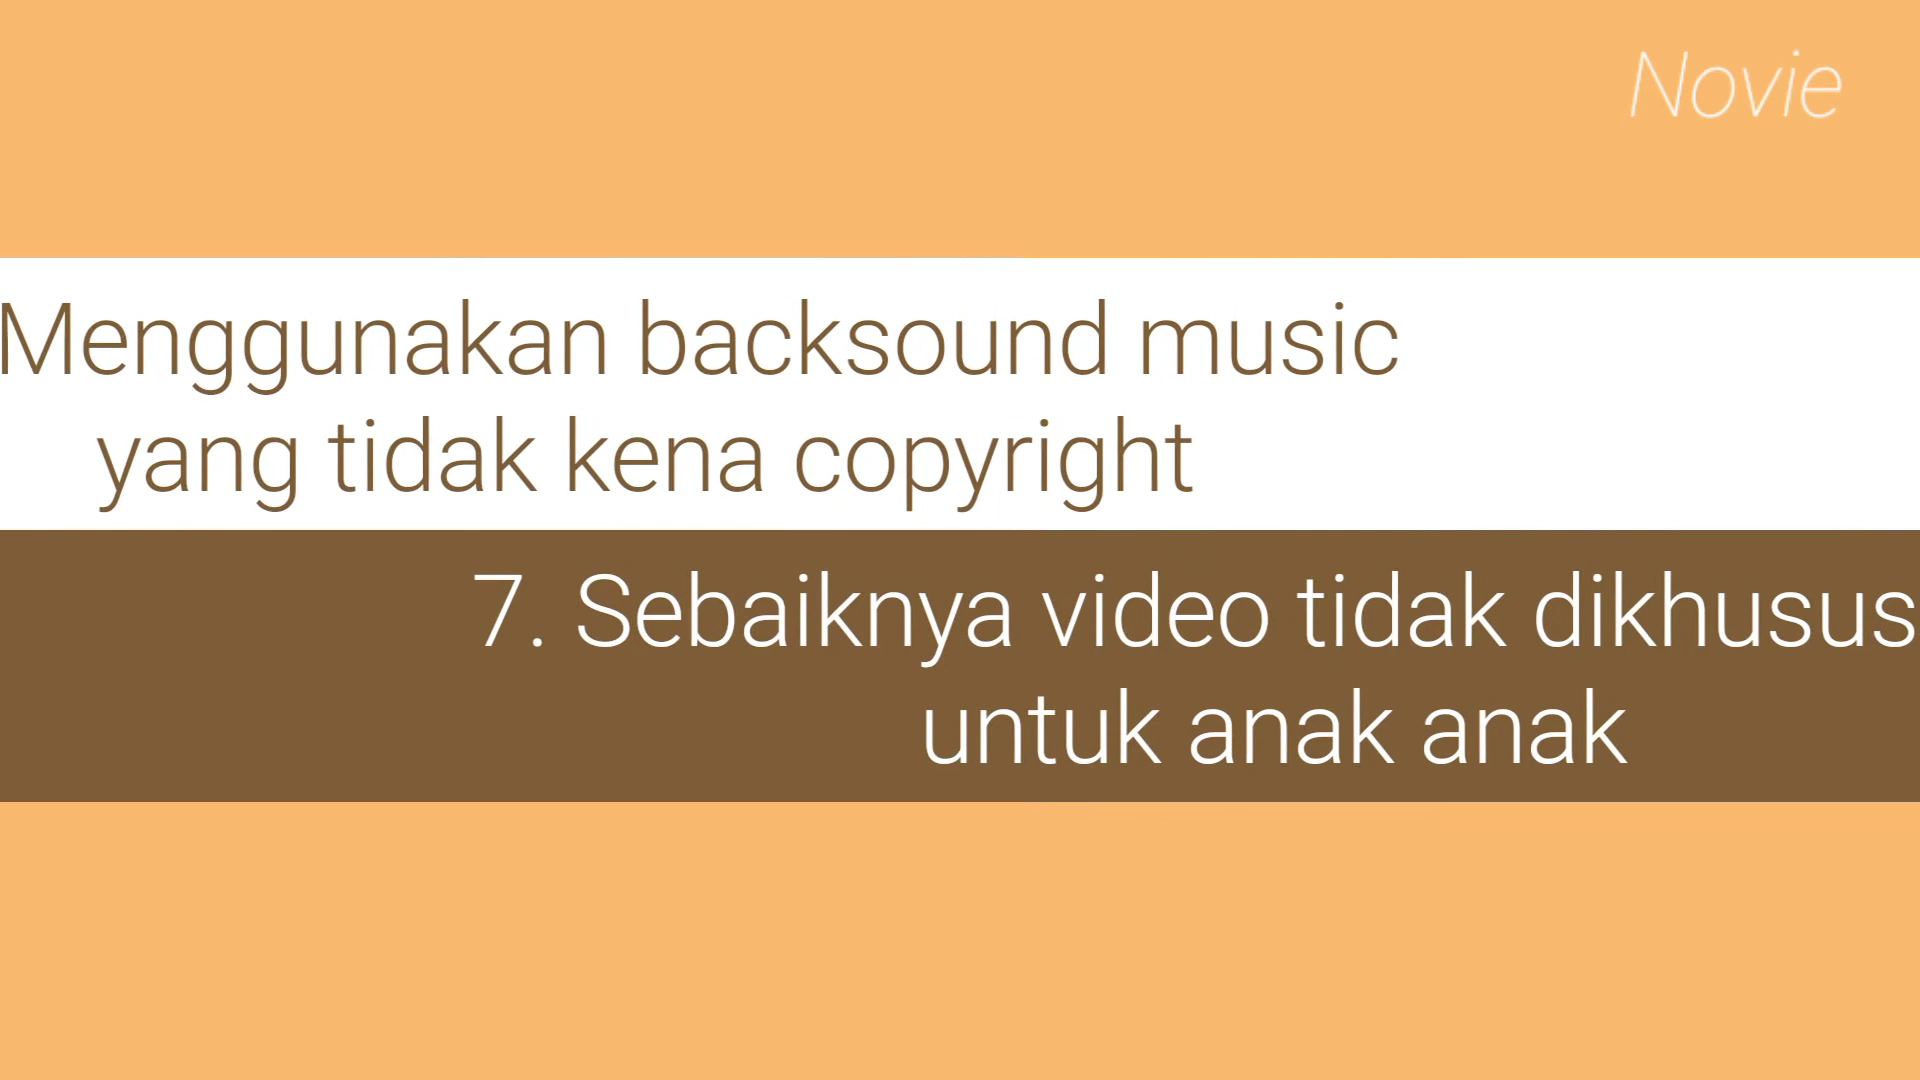 Novie
Menggunakan backsound music
yang tidak kena copyright
7. Sebaiknya video tidak dikhusus
untuk anak anak